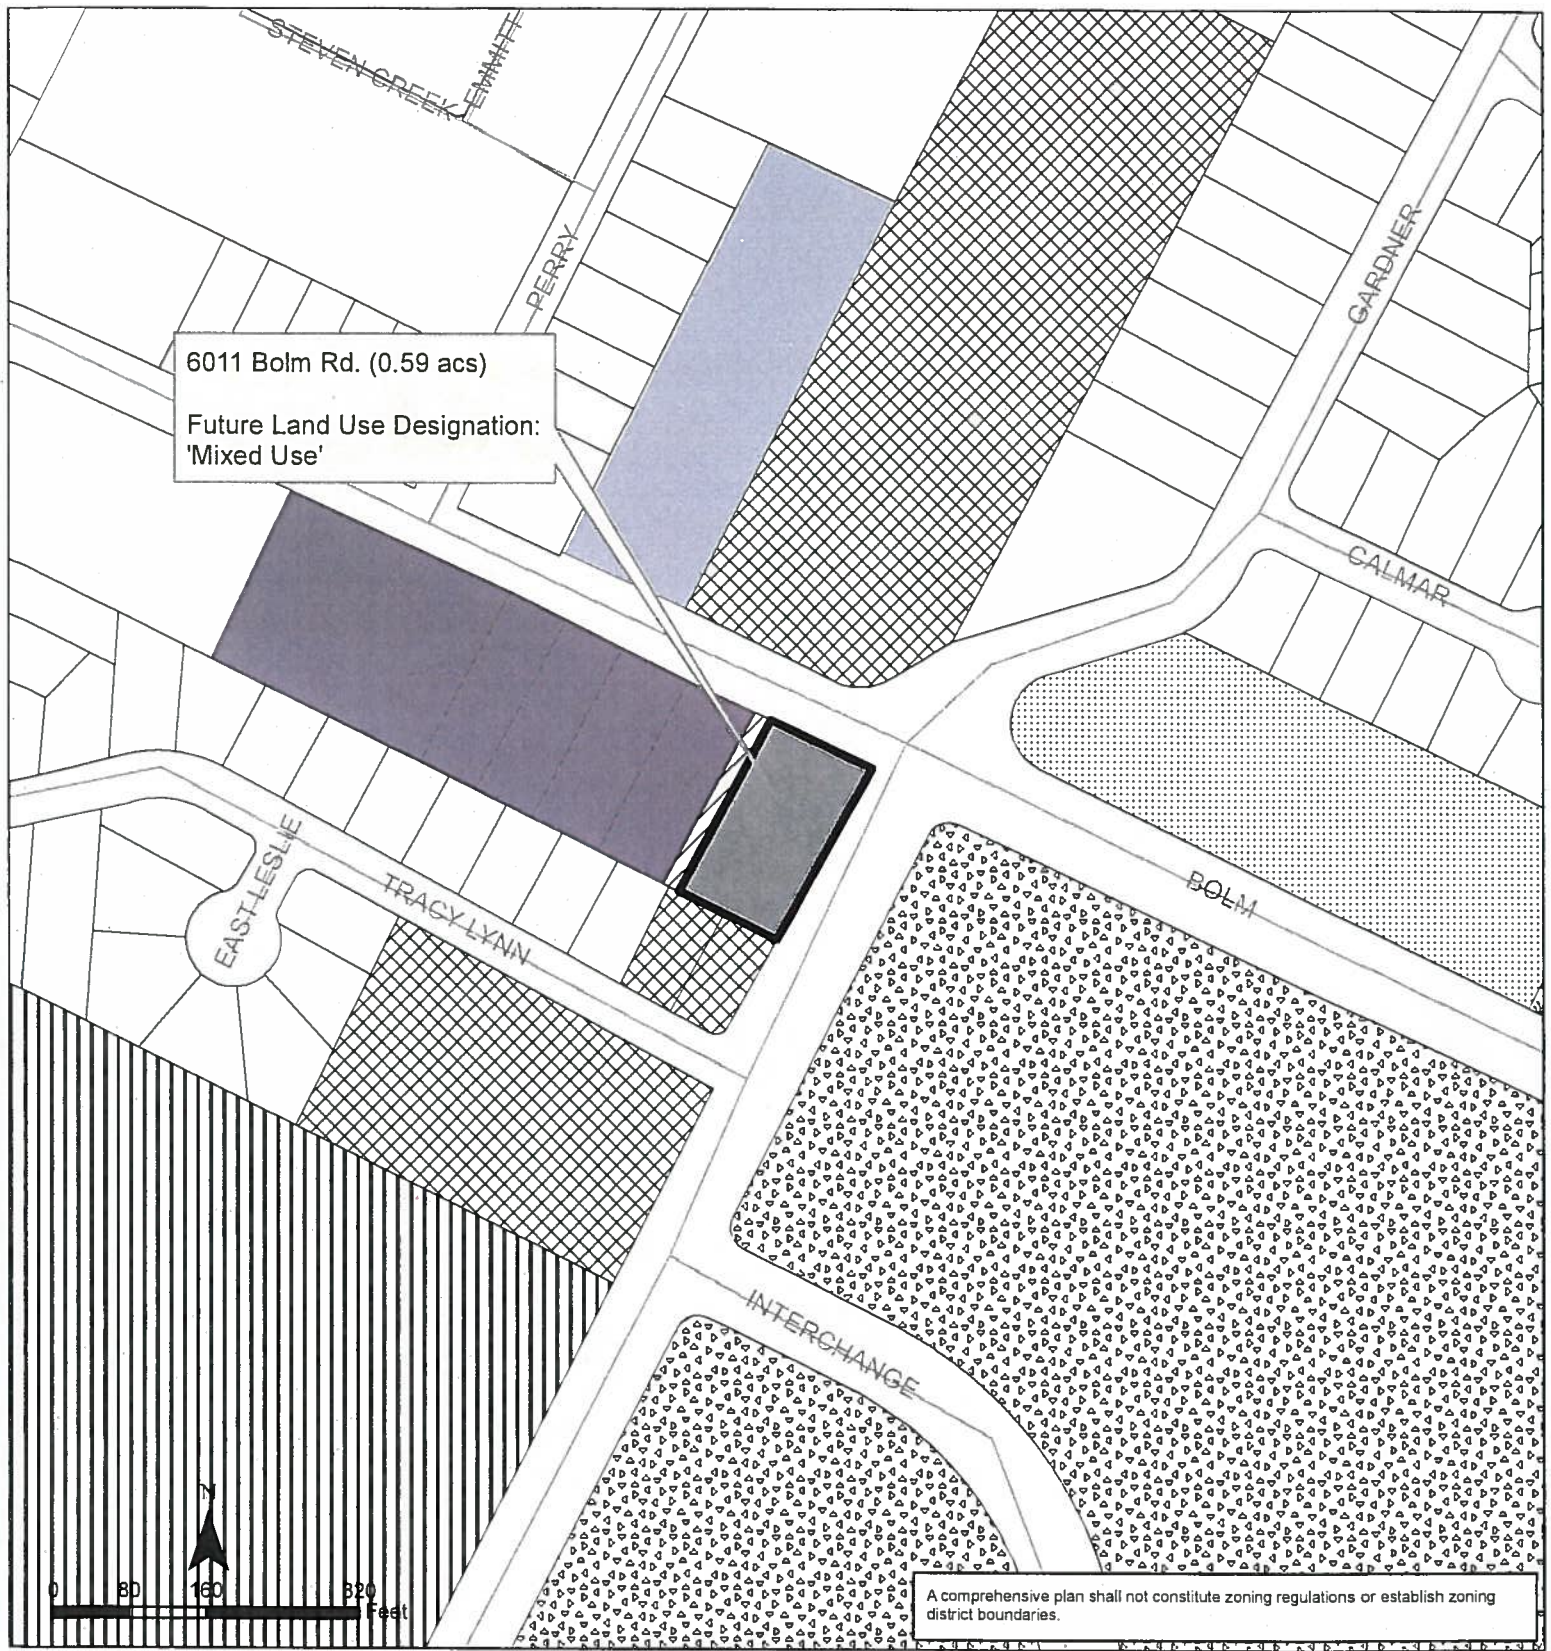 STEVEN CREEK
EMMITT
PERRY
GARDNER
6011 Bolm Rd. (0.59 acs)
Future Land Use Designation:
'Mixed Use'
CALMAR
EAST LESLIE
TRACY LYNN
BOLM
INTERCHANGE
N
0 80 160 320
Feet
A comprehensive plan shall not constitute zoning regulations or establish zoning
district boundaries.